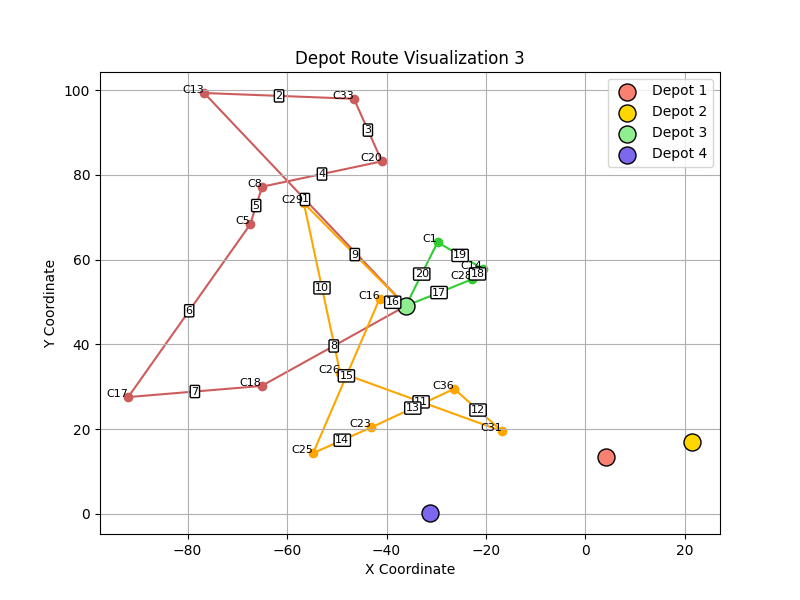 Depot Route Visualization 3
Depot 1
Depot 2
Depot 3
Depot 4
100
80
60
40
20
0
Y Coordinate
−80
−60
−40
−20
0
20
X Coordinate
C13
2
C33
3
C20
4
C8
5
C5
C29
1
9
C1
19
C14
20
C28
18
10
C16
16
17
6
8
C26
15
C18
7
C17
C36
11
13
12
C23
C31
14
C25